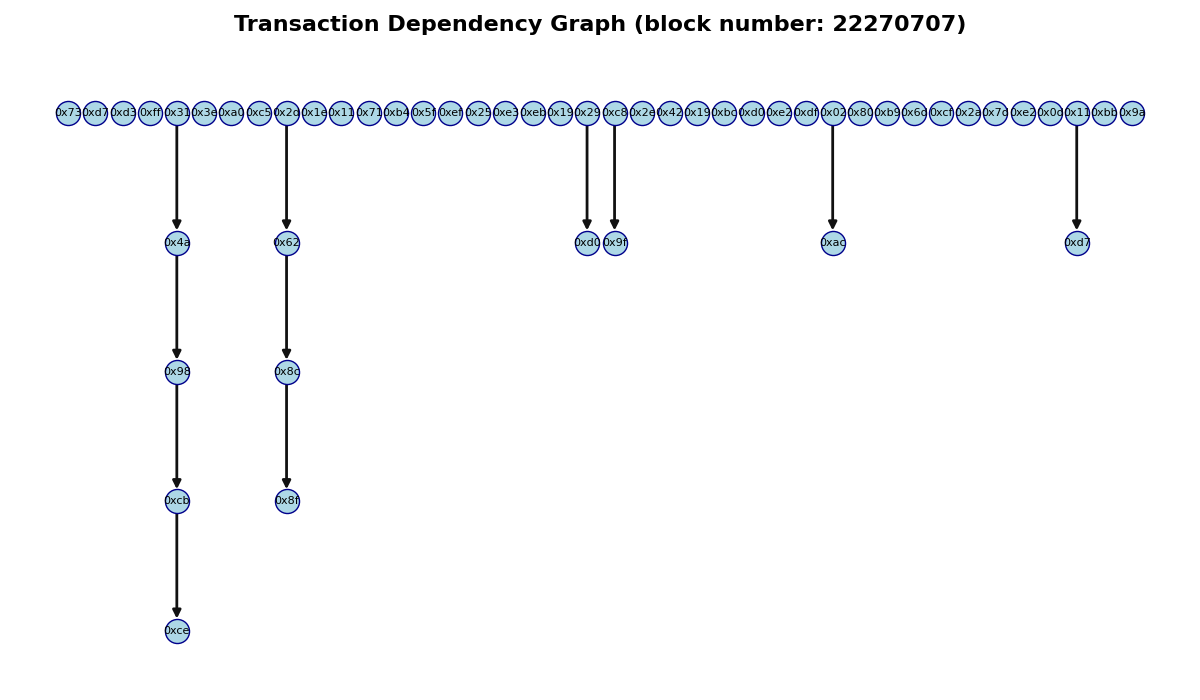 Transaction Dependency Graph (block number: 22270707)
0x73 0xd7 0xd3 0xff 0x31 0x3e 0xa0 0xc5 0x2d 0x1e 0x11 0x71 0xb4 0x5f 0xef 0x25 0xe3 0xeb 0x19 0x29 0xc8 0x2e 0x42 0x19 0xbc 0xd0 0xe2 0xdf 0x02 0x80 0xb9 0x6d 0xcf 0x2a 0x7d 0xe2 0x0d 0x11 0xbb 0x9a
0x4a 0x62 0xd0 0x9f 0xac 0xd7
0x98 0x8c
0xcb 0x8f
0xce